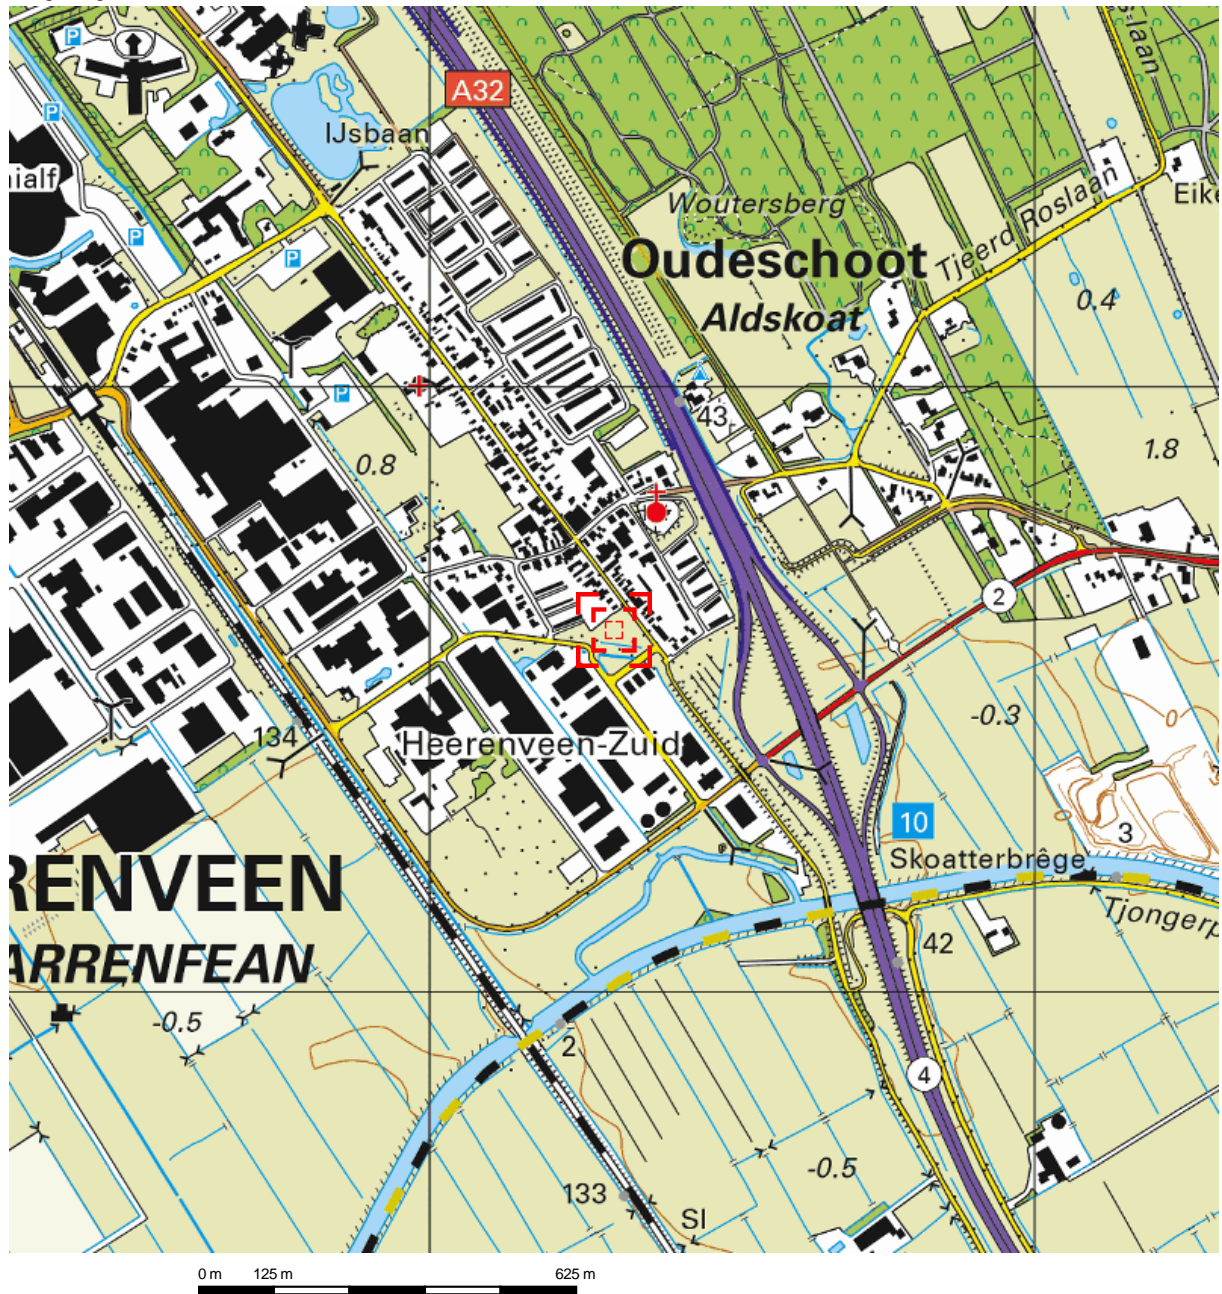 P
P
A32
IJsbaan
ialf
P
P
Woutersberg
Oudeschoot
Aldskoat
Tjeerd Roslaan
slaan
Eike
0.4
P
43
0.8
1.8
2
-0.3
0
134
Heerenveen-Zuid
10
3
Skoatterbrêge
RENVEEN
Tjongerp
ARRENFEAN
42
-0.5
2
4
-0.5
133
Sl
0 m 125 m 625 m